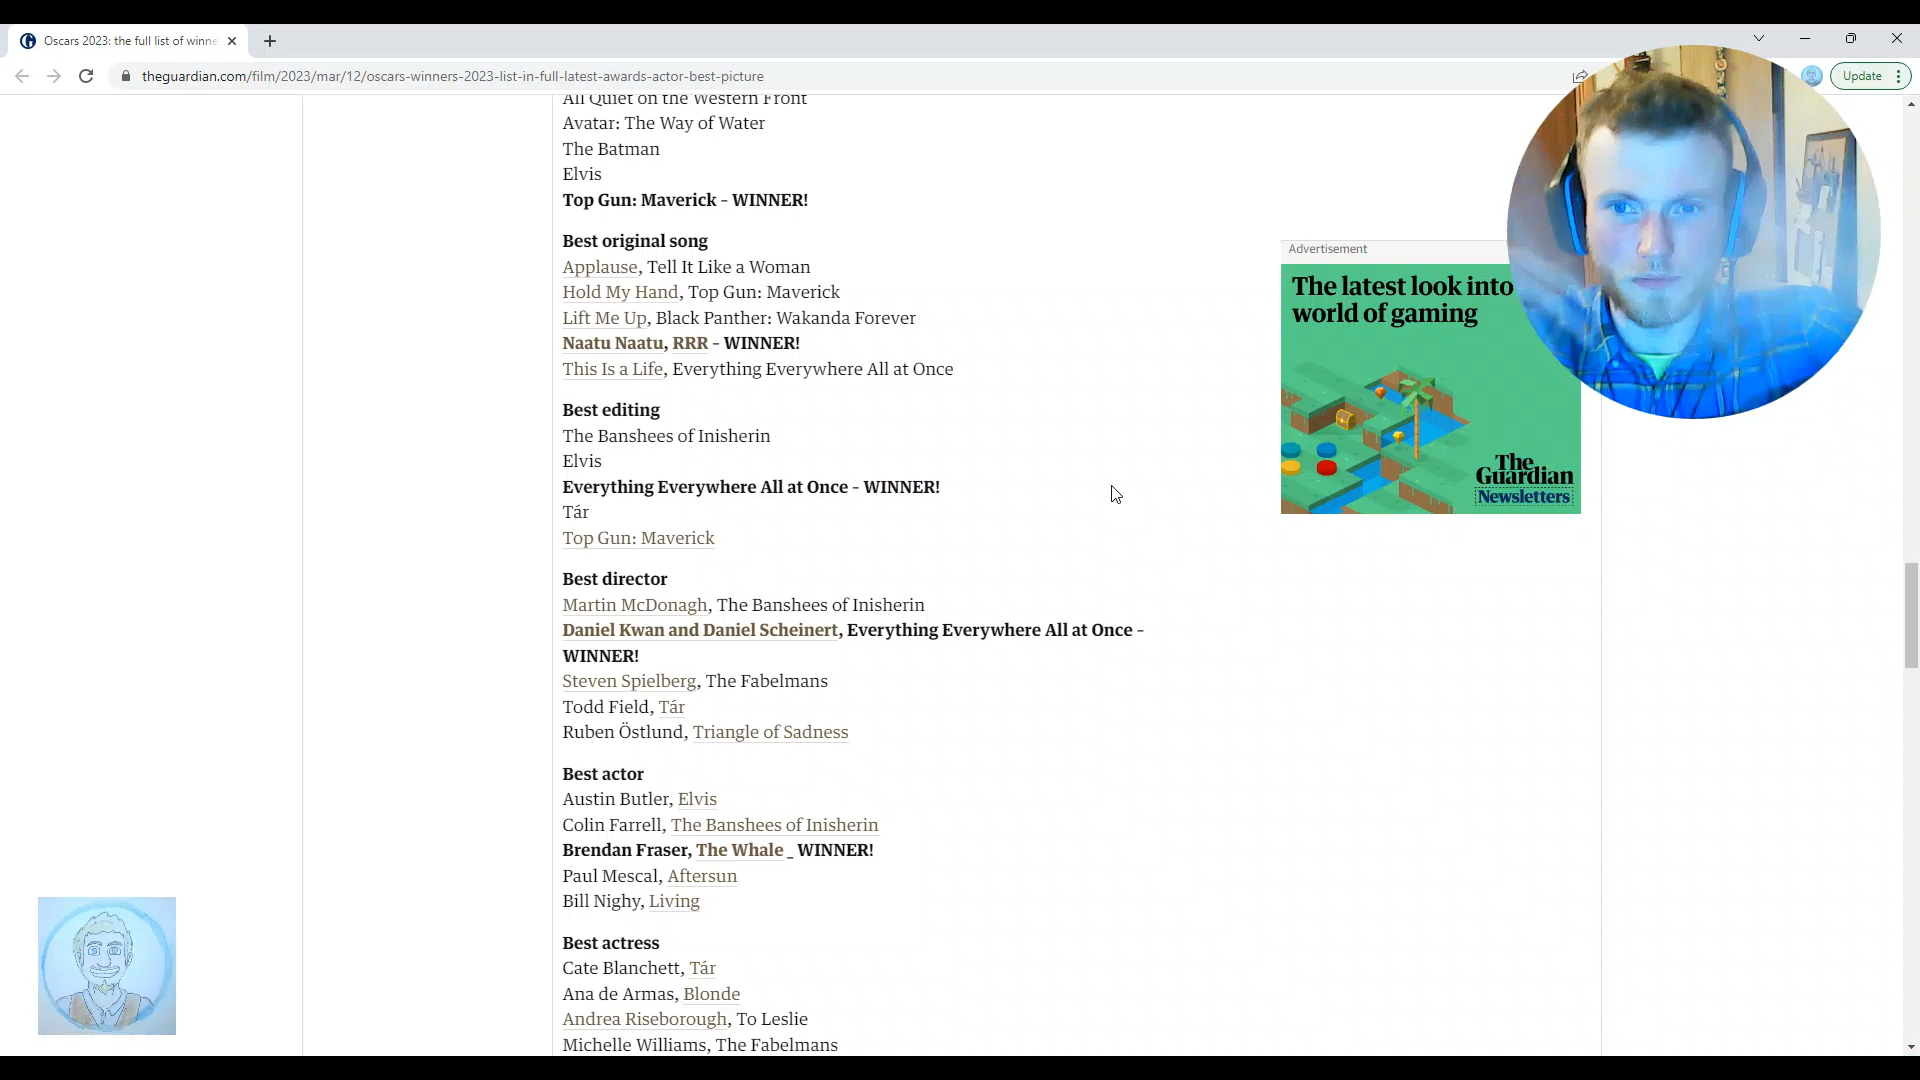 Oscars 2023: the full list of winne
theguardian.com/film/2023/mar/12/oscars-winners-2023-list-in-full-latest-awards-actor-best-picture
Update
All Quiet on the Western Front
Avatar: The Way of Water
The Batman
Elvis
Top Gun: Maverick – WINNER!
Best original song
Applause, Tell It Like a Woman
Hold My Hand, Top Gun: Maverick
Lift Me Up, Black Panther: Wakanda Forever
Naatu Naatu, RRR – WINNER!
This Is a Life, Everything Everywhere All at Once
Best editing
The Banshees of Inisherin
Elvis
Everything Everywhere All at Once – WINNER!
Tár
Top Gun: Maverick
Best director
Martin McDonagh, The Banshees of Inisherin
Daniel Kwan and Daniel Scheinert, Everything Everywhere All at Once –
WINNER!
Steven Spielberg, The Fabelmans
Todd Field, Tár
Ruben Östlund, Triangle of Sadness
Best actor
Austin Butler, Elvis
Colin Farrell, The Banshees of Inisherin
Brendan Fraser, The Whale _ WINNER!
Paul Mescal, Aftersun
Bill Nighy, Living
Best actress
Cate Blanchett, Tár
Ana de Armas, Blonde
Andrea Riseborough, To Leslie
Michelle Williams, The Fabelmans
Advertisement
The latest look into
world of gaming
The
Guardian
Newsletters